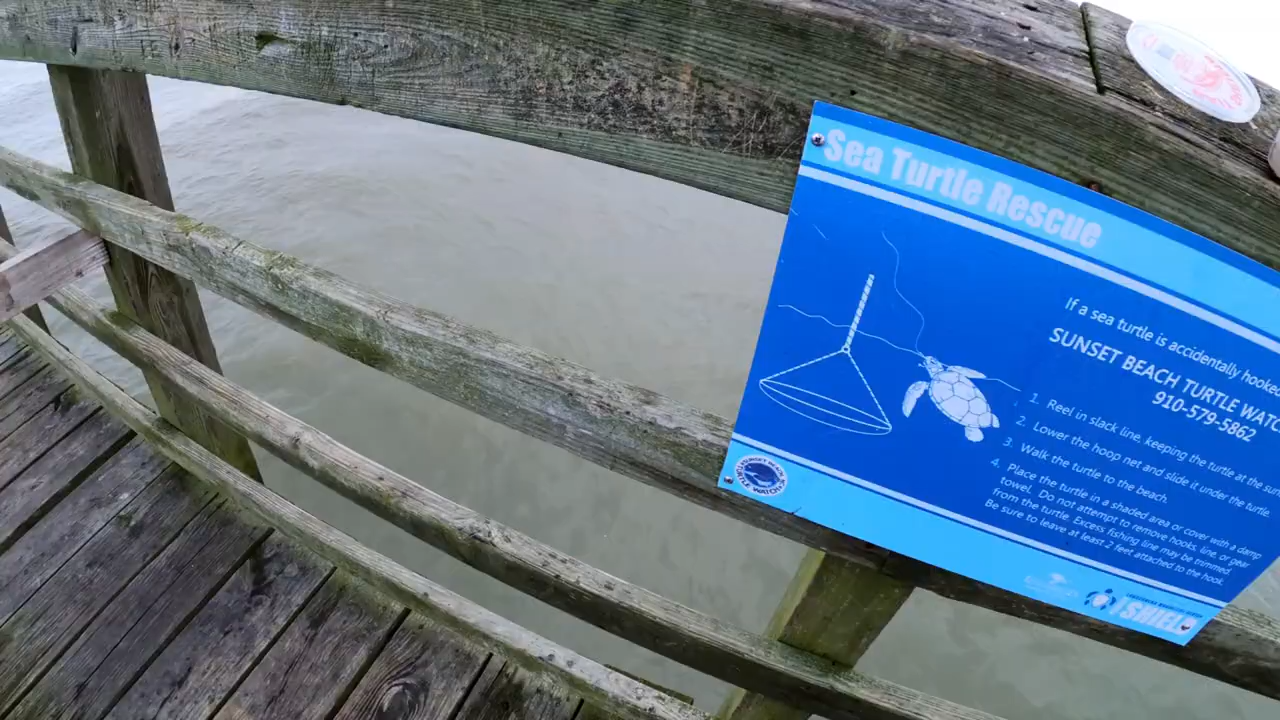 Sea Turtle Rescue
If a sea turtle is accidentally hooked
SUNSET BEACH TURTLE WATCH
910-579-5862
1. Reel in slack line, keeping the turtle at the
2. Lower the hoop net and slide it under the turtle.
3. Walk the turtle to the beach.
4. Place the turtle in a shaded area or cover with a damp
towel. Do not attempt to remove hooks, line, or gear
from the turtle. Excess fishing line may be trimmed.
Be sure to leave at least 2 feet attached to the hook.
SUNSET BEACH
TURTLE WATCH